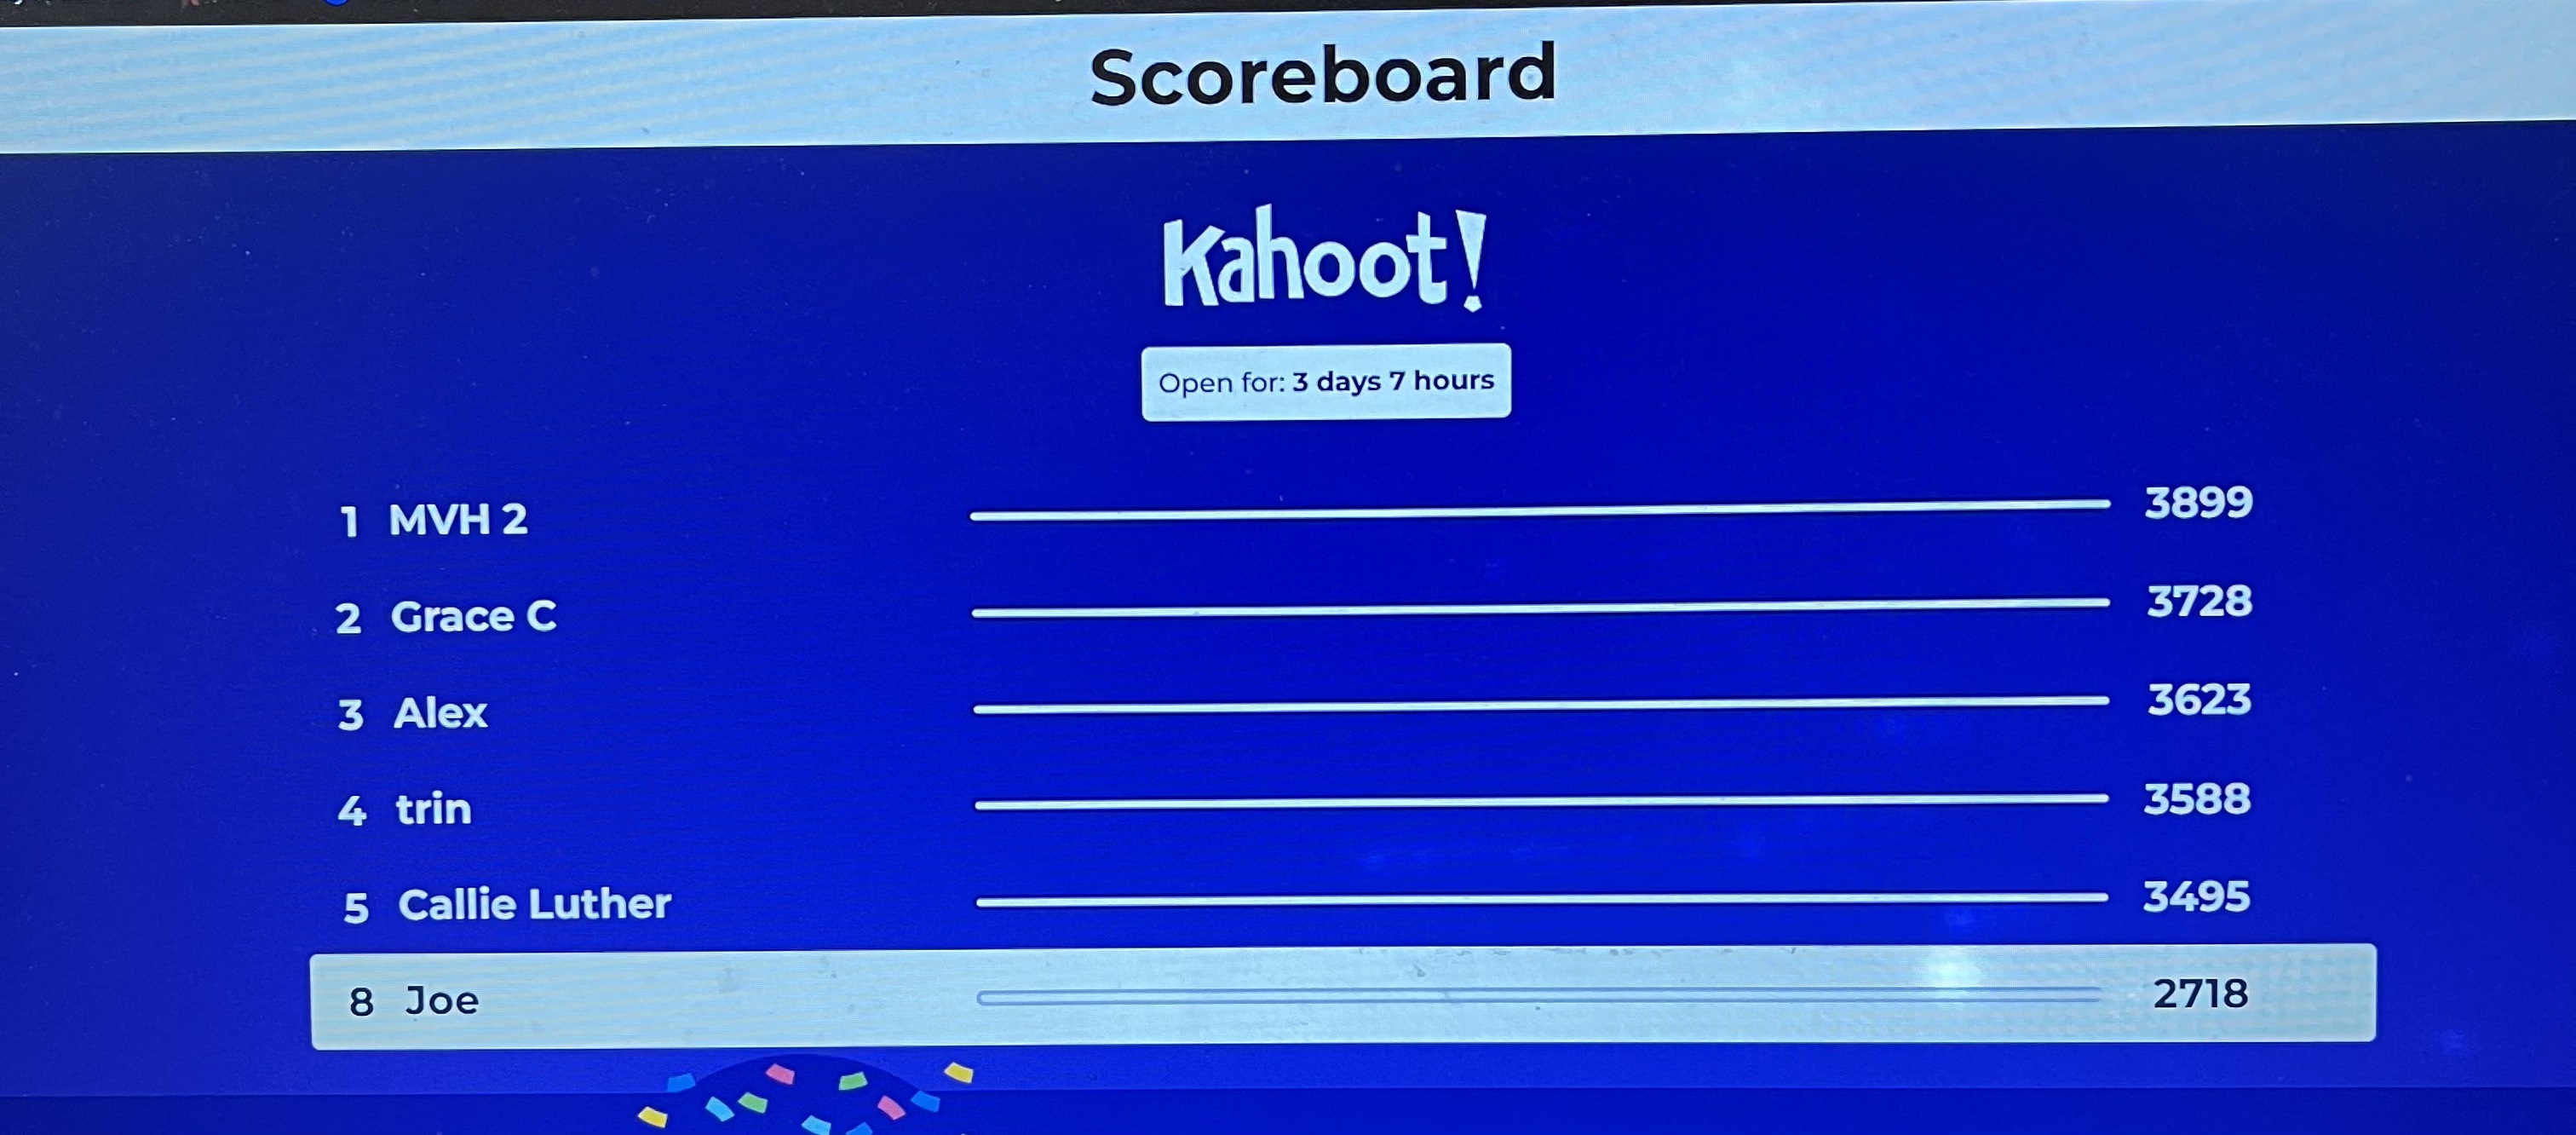 Scoreboard
Kahoot!
Open for: 3 days 7 hours
1 MVH 2 3899
2 Grace C 3728
3 Alex 3623
4 trin 3588
5 Callie Luther 3495
8 Joe 2718